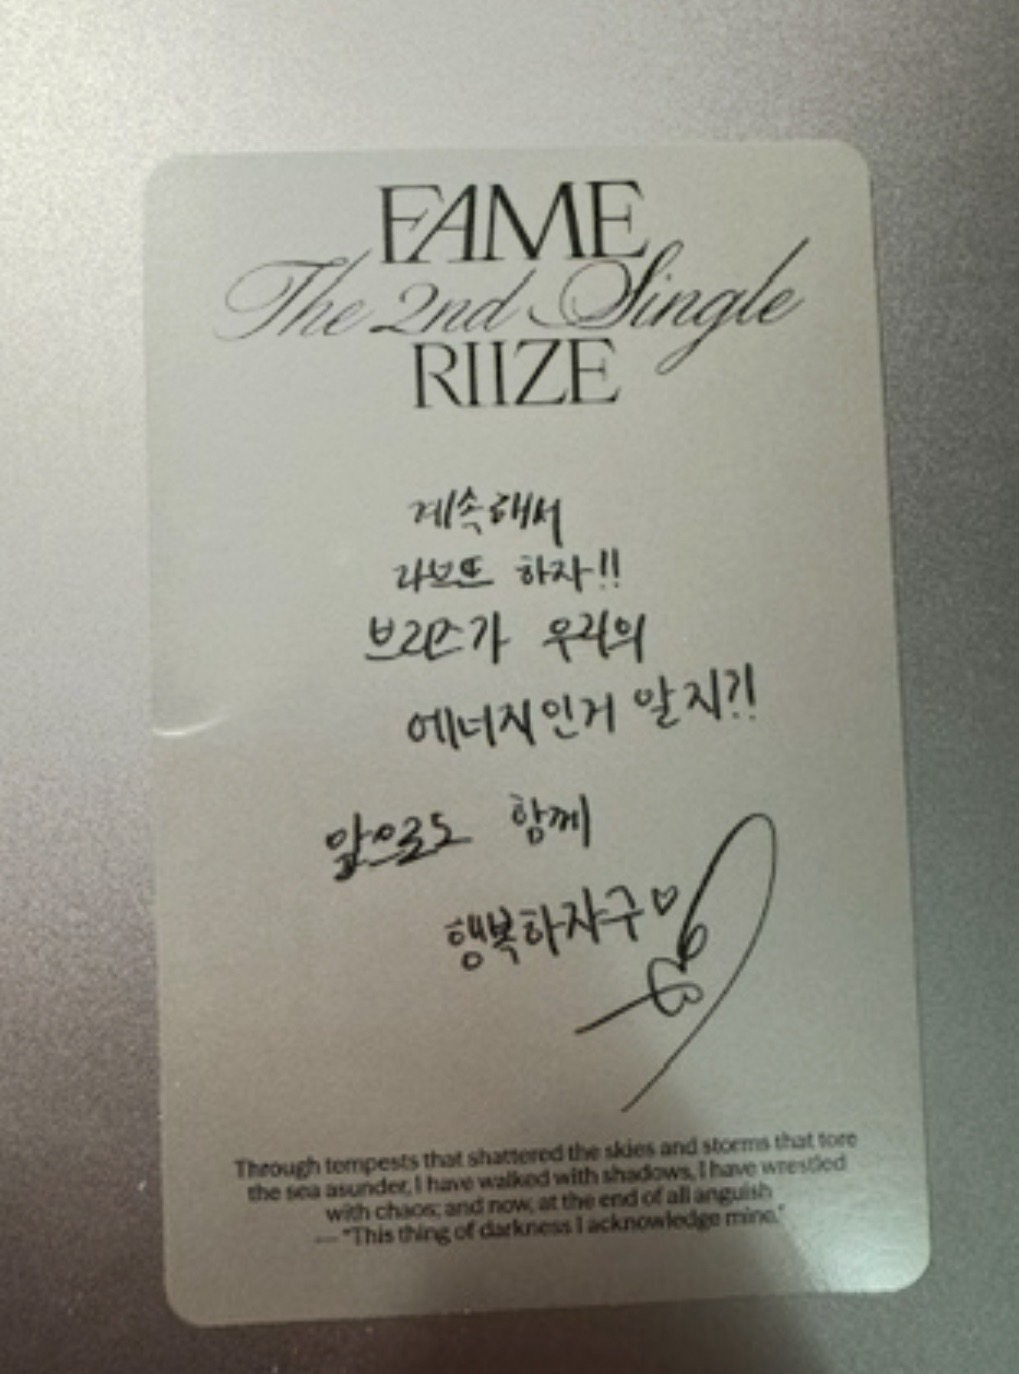 FAME
The 2nd Single
RIIZE
계속해서
라브뜨 하자!!
브리즈가 우리의
에너지인거 알지?!
앞으로도 함께
행복하자구♡
Through tempests that shattered the skies and storms that tore
the sea asunder, I have walked with shadows, I have wrestled
with chaos; and now, at the end of all anguish
— "This thing of darkness I acknowledge mine."